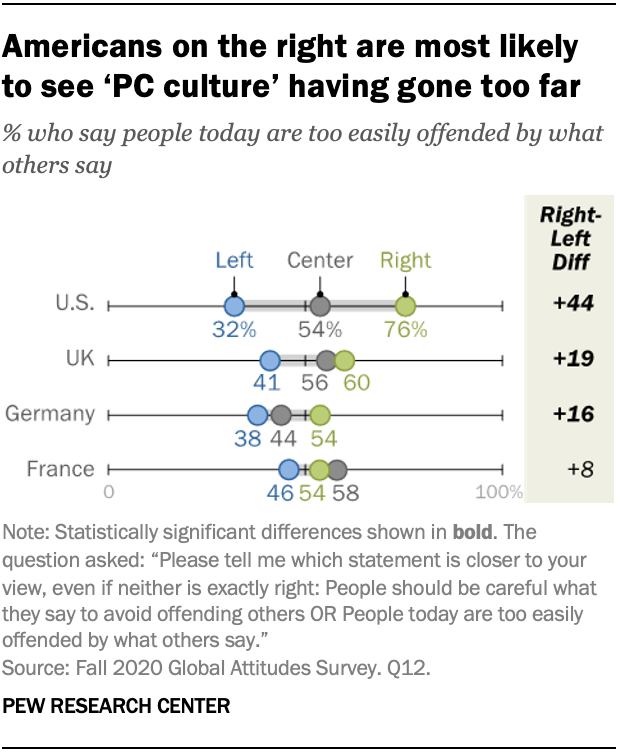 Americans on the right are most likely
to see ‘PC culture’ having gone too far
% who say people today are too easily offended by what
others say
Right-
Left
Diff
Left Center Right
U.S. +44
32% 54% 76%
UK +19
41 56 60
Germany +16
38 44 54
France +8
46 54 58
0 100%
Note: Statistically significant differences shown in bold. The
question asked: “Please tell me which statement is closer to your
view, even if neither is exactly right: People should be careful what
they say to avoid offending others OR People today are too easily
offended by what others say.”
Source: Fall 2020 Global Attitudes Survey. Q12.
PEW RESEARCH CENTER